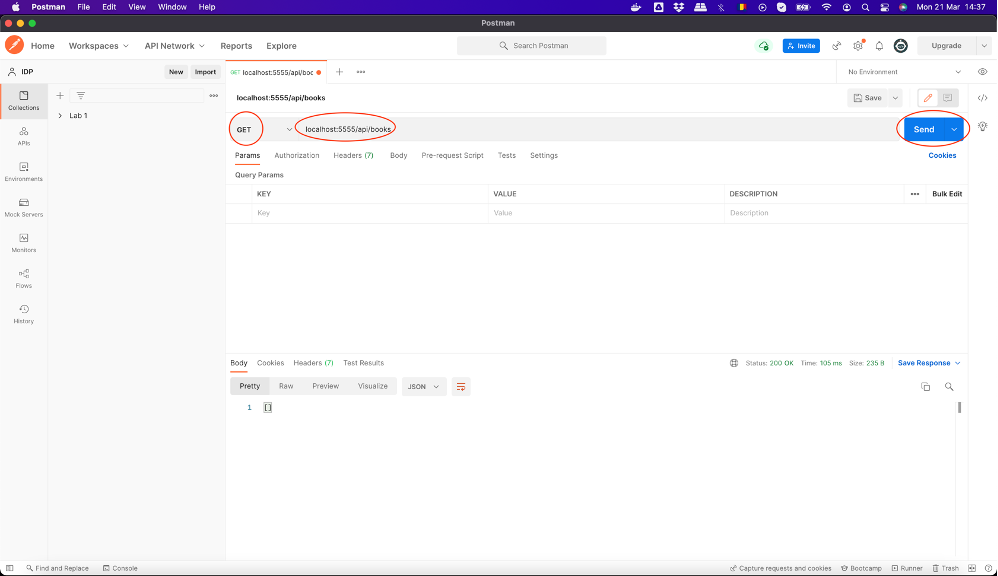 Postman File Edit View Window Help Mon 21 Mar 14:37
Postman
Home Workspaces API Network Reports Explore Search Postman Invite Upgrade
IDP New Import GET localhost:5555/api/boo No Environment
Collections
APIs
Environments
Mock Servers
Monitors
Flows
History
Lab 1
localhost:5555/api/books Save
GET localhost:5555/api/books Send
Params Authorization Headers (7) Body Pre-request Script Tests Settings Cookies
Query Params
KEY VALUE DESCRIPTION Bulk Edit
Key Value Description
Body Cookies Headers (7) Test Results Status: 200 OK Time: 105 ms Size: 235 B Save Response
Pretty Raw Preview Visualize JSON
1 []
Find and Replace Console Capture requests and cookies Bootcamp Runner Trash